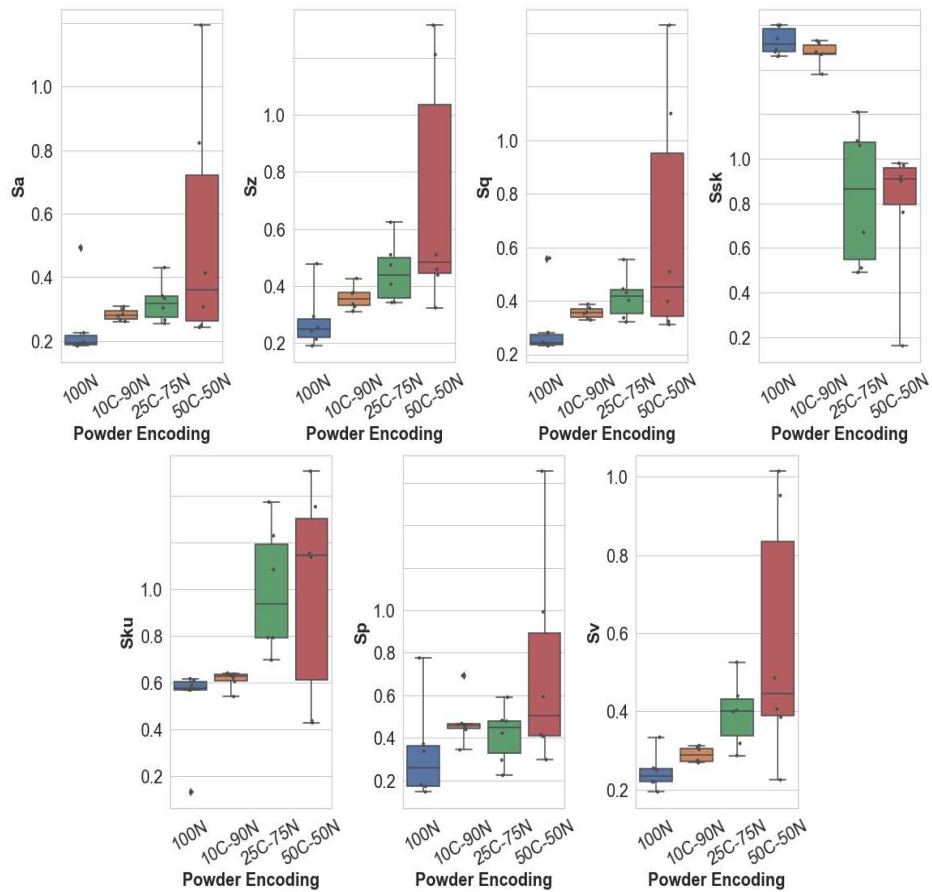 Sa
1.0
0.8
0.6
0.4
0.2
100N
10C-90N
25C-75N
50C-50N
Powder Encoding
Sz
1.0
0.8
0.6
0.4
0.2
100N
10C-90N
25C-75N
50C-50N
Powder Encoding
Sq
1.0
0.8
0.6
0.4
0.2
100N
10C-90N
25C-75N
50C-50N
Powder Encoding
Ssk
1.0
0.8
0.6
0.4
0.2
100N
10C-90N
25C-75N
50C-50N
Powder Encoding
Sku
1.0
0.8
0.6
0.4
0.2
100N
10C-90N
25C-75N
50C-50N
Powder Encoding
Sp
1.0
0.8
0.6
0.4
0.2
100N
10C-90N
25C-75N
50C-50N
Powder Encoding
Sv
1.0
0.8
0.6
0.4
0.2
100N
10C-90N
25C-75N
50C-50N
Powder Encoding